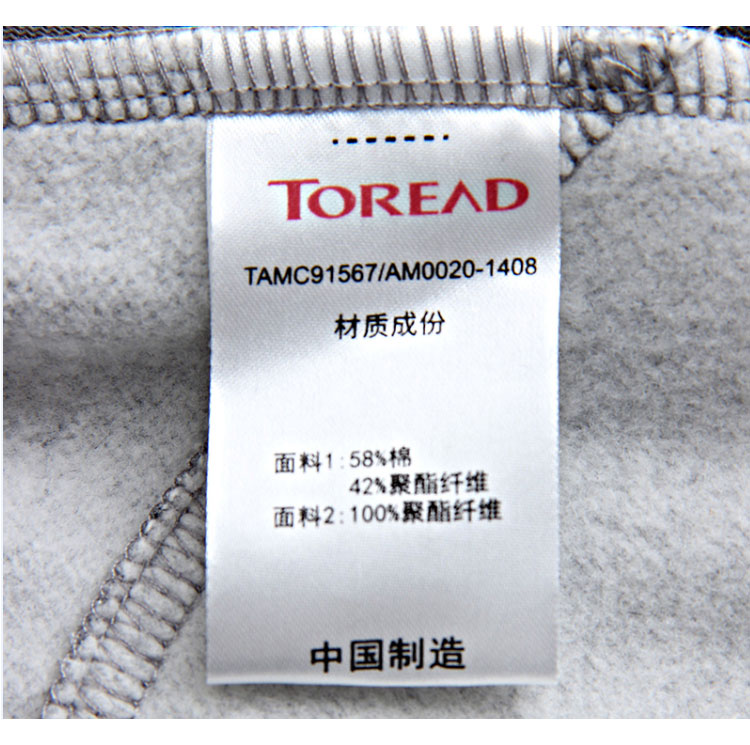 TOREAD
TAMC91567/AM0020-1408
材质成份
面料1:58%棉
42%聚酯纤维
面料2:100%聚酯纤维
中国制造